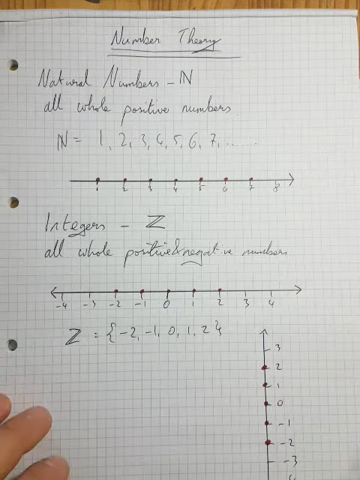 Number Theory
Natural Numbers - ℕ
all whole positive numbers
ℕ = 1, 2, 3, 4, 5, 6, 7, ......
1 2 3 4 5 6 7 8
Integers - ℤ
all whole positive & negative numbers
-4 -3 -2 -1 0 1 2 3 4
ℤ = {-2, -1, 0, 1, 2}
3
2
1
0
-1
-2
-3